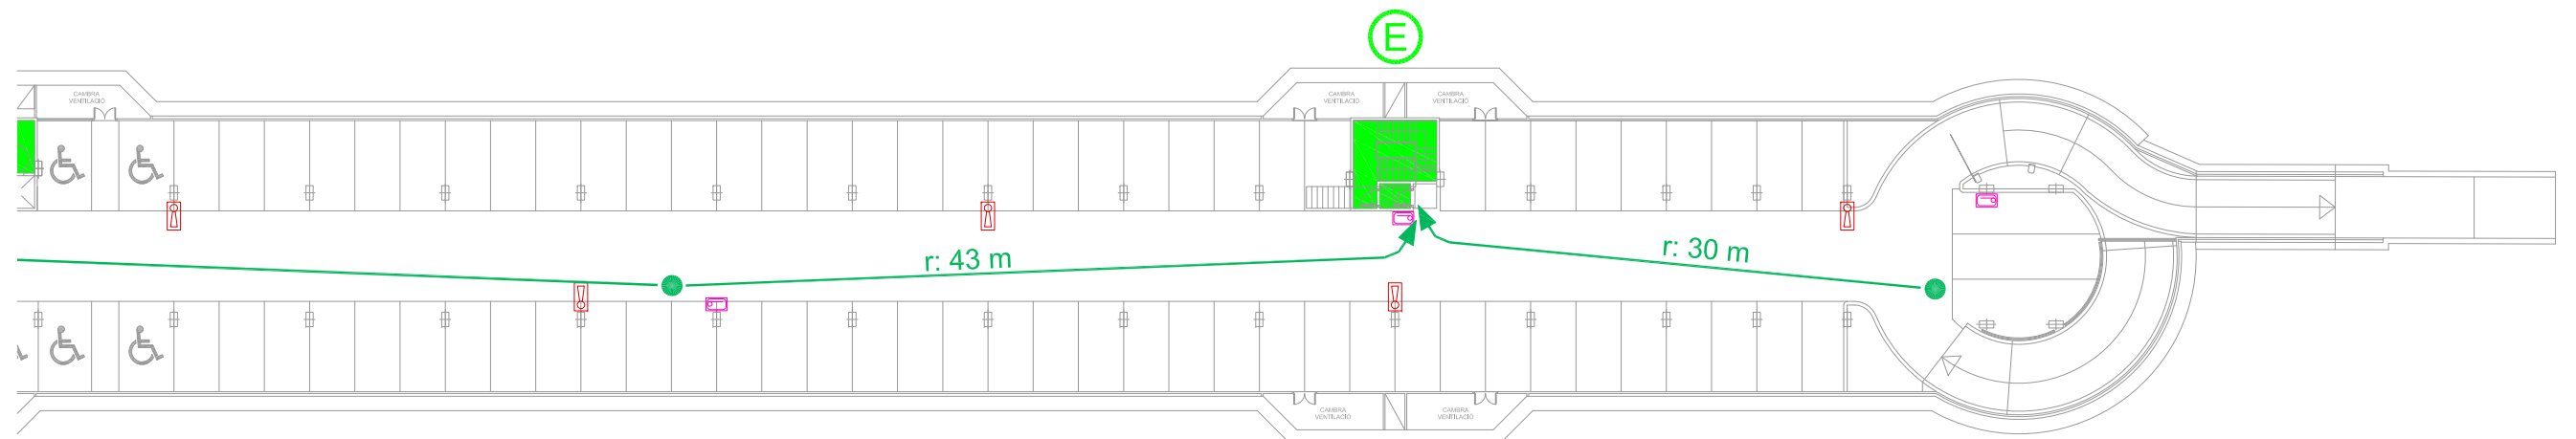 E
CAMBRA
VENTILACIÓ
CAMBRA
VENTILACIÓ
CAMBRA
VENTILACIÓ
r: 43 m
r: 30 m
CAMBRA
VENTILACIÓ
CAMBRA
VENTILACIÓ